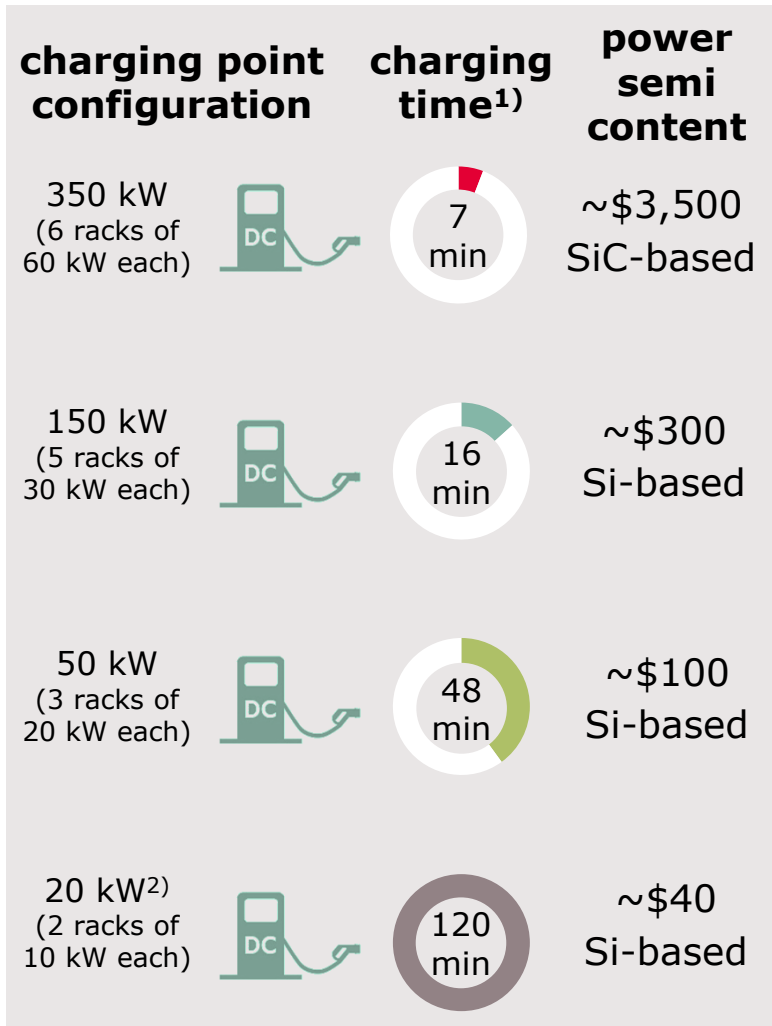 charging point
configuration
charging
time1)
power
semi
content
350 kW
(6 racks of
60 kW each)
DC
7
min
~$3,500
SiC-based
150 kW
(5 racks of
30 kW each)
DC
16
min
~$300
Si-based
50 kW
(3 racks of
20 kW each)
DC
48
min
~$100
Si-based
20 kW2)
(2 racks of
10 kW each)
DC
120
min
~$40
Si-based